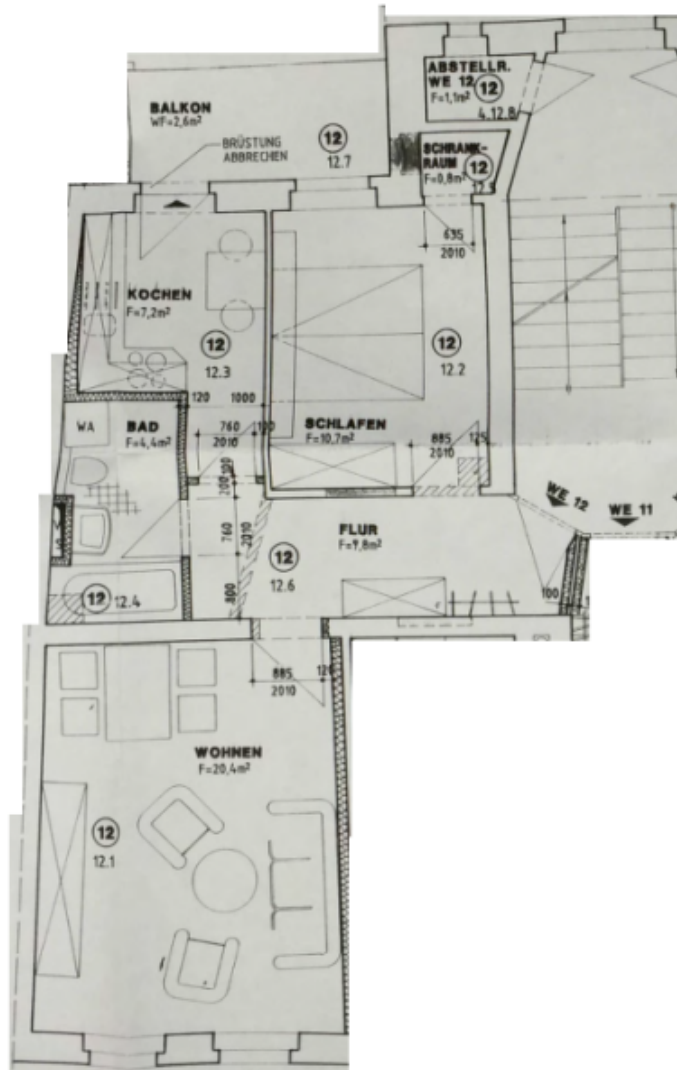 ABSTELLR.
WE 12
F=1,1m²
12
4.12.8
BALKON
WF=2,6m²
12
12.7
BRÜSTUNG
ABBRECHEN
SCHRANK-
RAUM
F=0,8m²
12
635
2010
KOCHEN
F=7,2m²
12
12.3
12
12.2
120
1000
WA
BAD
F=4,4m²
760
2010
100
SCHLAFEN
F=10,7m²
885
2010
125
200
100
WE 12
WE 11
FLUR
760
2010
12
12.6
800
12
12.4
100
885
2010
120
WOHNEN
F=20,4m²
12
12.1